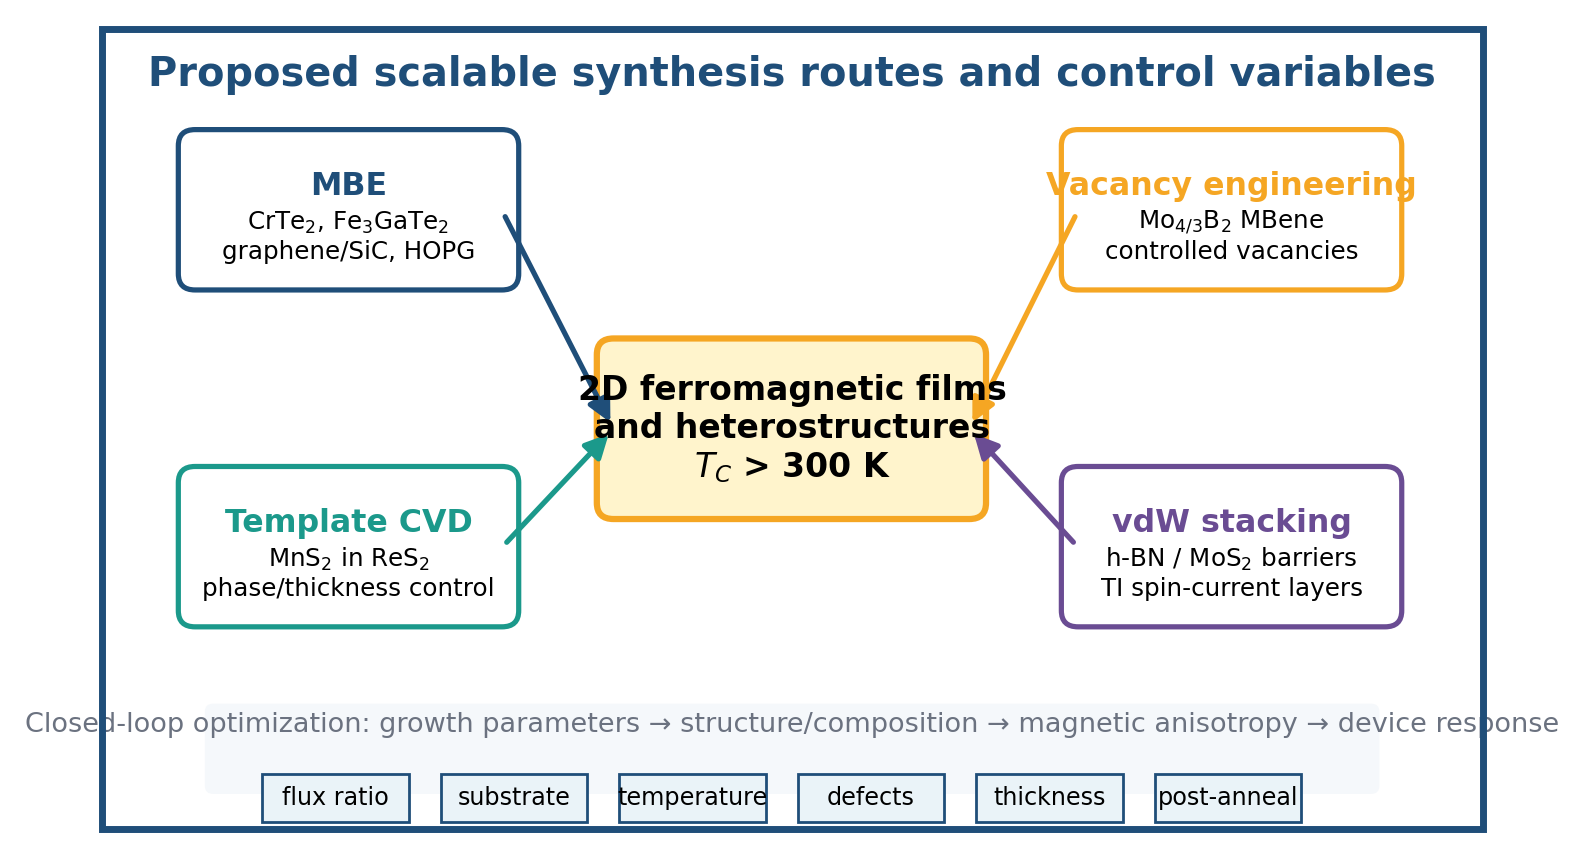 Proposed scalable synthesis routes and control variables
MBE
CrTe₂, Fe₃GaTe₂
graphene/SiC, HOPG
Vacancy engineering
Mo₄/₃B₂ MBene
controlled vacancies
2D ferromagnetic films
and heterostructures
T_C > 300 K
Template CVD
MnS₂ in ReS₂
phase/thickness control
vdW stacking
h-BN / MoS₂ barriers
TI spin-current layers
Closed-loop optimization: growth parameters → structure/composition → magnetic anisotropy → device response
flux ratio
substrate
temperature
defects
thickness
post-anneal